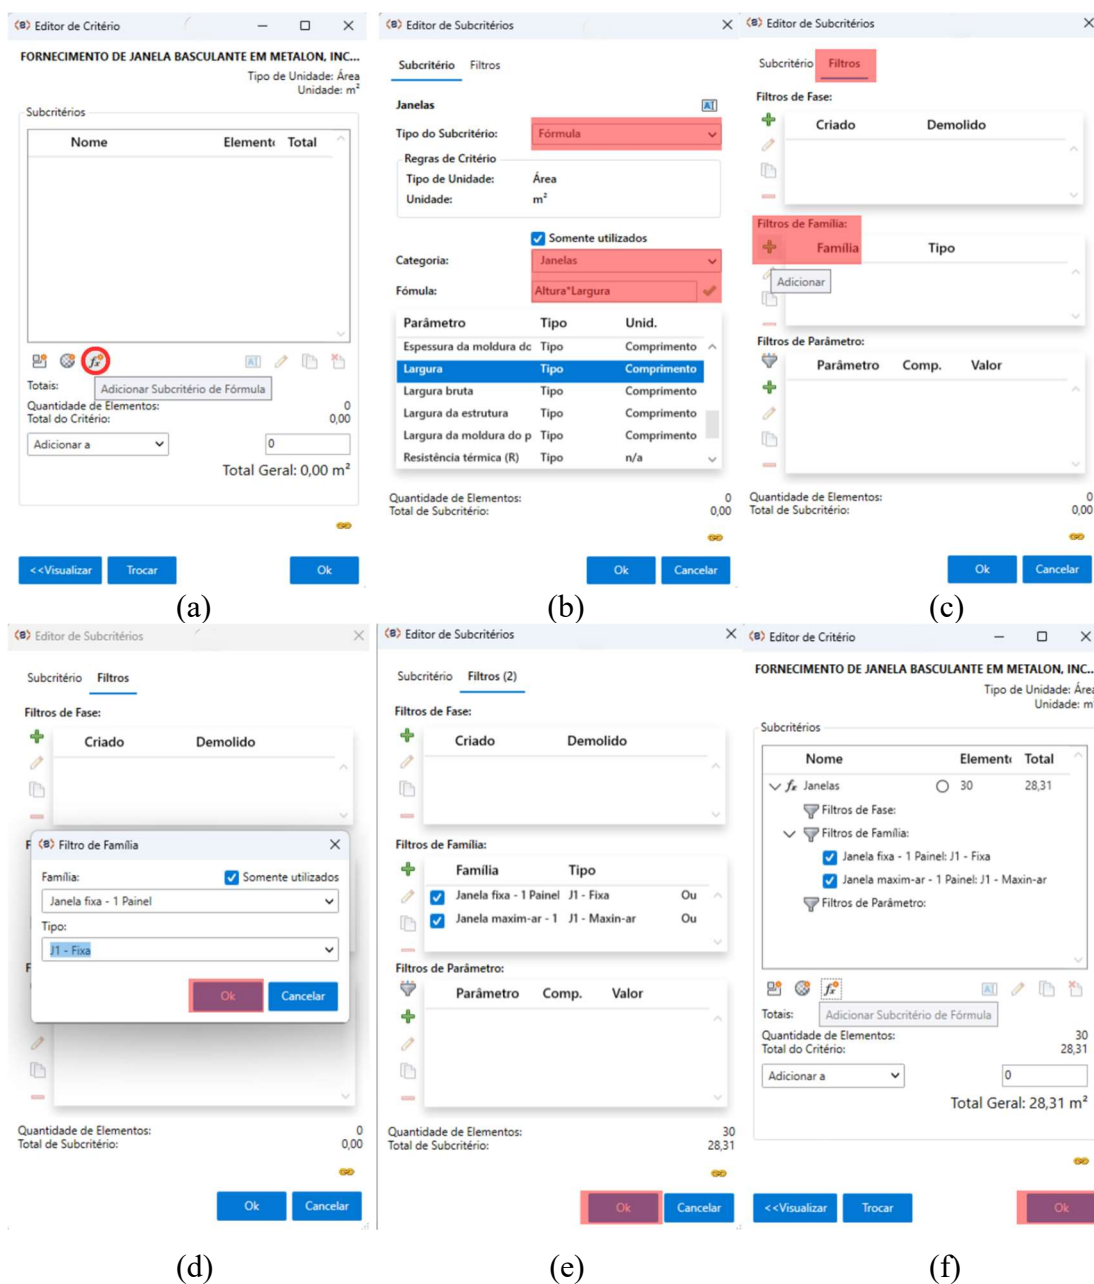 Editor de Critério
FORNECIMENTO DE JANELA BASCULANTE EM METALON, INC...
Tipo de Unidade: Área
Unidade: m²
Subcritérios
Nome Elemento Total
Adicionar Subcritério de Fórmula
Totais:
Quantidade de Elementos: 0
Total do Critério: 0,00
Adicionar a 0
Total Geral: 0,00 m²
<<Visualizar Trocar Ok
(a)
Editor de Subcritérios
Subcritério Filtros
Janelas
Tipo do Subcritério: Fórmula
Regras de Critério
Tipo de Unidade: Área
Unidade: m²
Somente utilizados
Categoria: Janelas
Fómula: Altura*Largura
Parâmetro Tipo Unid.
Espessura da moldura dc Tipo Comprimento
Largura Tipo Comprimento
Largura bruta Tipo Comprimento
Largura da estrutura Tipo Comprimento
Largura da moldura do p Tipo Comprimento
Resistência térmica (R) Tipo n/a
Quantidade de Elementos: 0
Total de Subcritério: 0,00
Ok Cancelar
(b)
Editor de Subcritérios
Subcritério Filtros
Filtros de Fase:
Criado Demolido
Filtros de Família:
Família Tipo
Adicionar
Filtros de Parâmetro:
Parâmetro Comp. Valor
Quantidade de Elementos: 0
Total de Subcritério: 0,00
Ok Cancelar
(c)
Editor de Subcritérios
Subcritério Filtros
Filtros de Fase:
Criado Demolido
F
Filtro de Família
Família: Somente utilizados
Janela fixa - 1 Painel
Tipo:
J1 - Fixa
F
Ok Cancelar
Quantidade de Elementos: 0
Total de Subcritério: 0,00
Ok Cancelar
(d)
Editor de Subcritérios
Subcritério Filtros (2)
Filtros de Fase:
Criado Demolido
Filtros de Família:
Família Tipo
Janela fixa - 1 Painel J1 - Fixa Ou
Janela maxim-ar - 1 J1 - Maxin-ar Ou
Filtros de Parâmetro:
Parâmetro Comp. Valor
Quantidade de Elementos: 30
Total de Subcritério: 28,31
Ok Cancelar
(e)
Editor de Critério
FORNECIMENTO DE JANELA BASCULANTE EM METALON, INC...
Tipo de Unidade: Área
Unidade: m²
Subcritérios
Nome Elemento Total
fx Janelas 30 28,31
Filtros de Fase:
Filtros de Família:
Janela fixa - 1 Painel: J1 - Fixa
Janela maxim-ar - 1 Painel: J1 - Maxin-ar
Filtros de Parâmetro:
Totais: Adicionar Subcritério de Fórmula
Quantidade de Elementos: 30
Total do Critério: 28,31
Adicionar a 0
Total Geral: 28,31 m²
<<Visualizar Trocar Ok
(f)